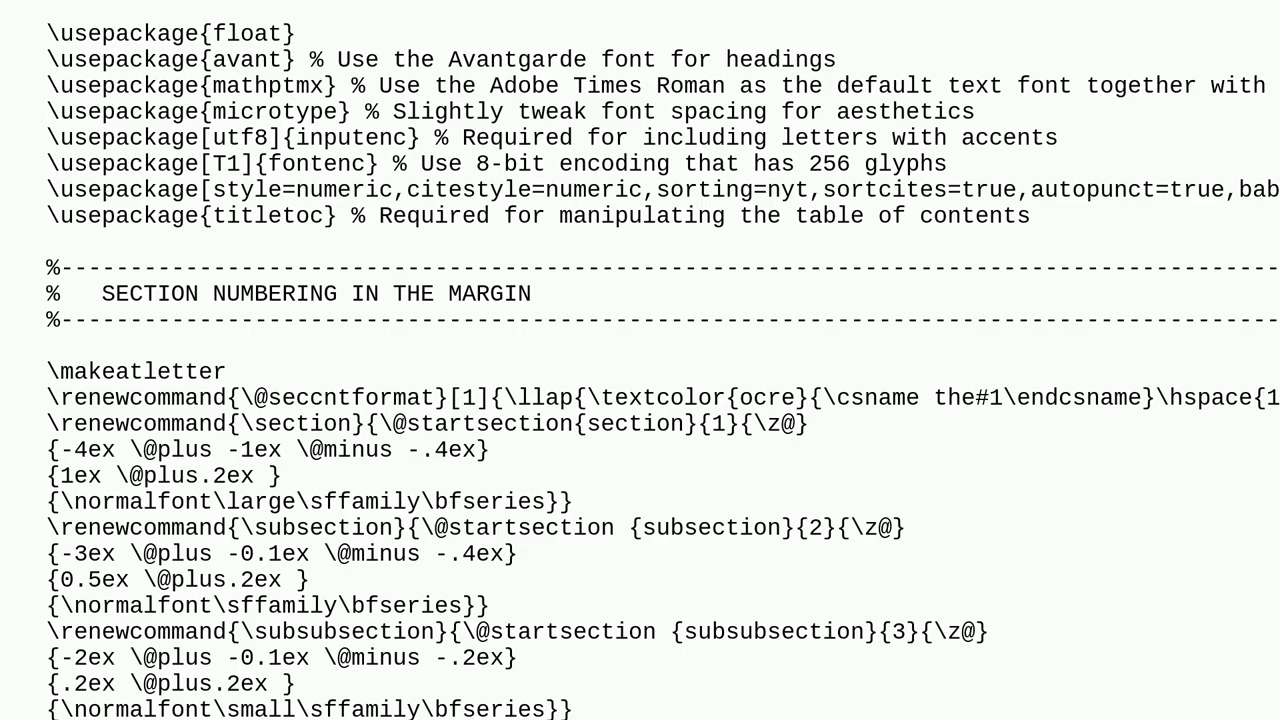 \usepackage{float}
\usepackage{avant} % Use the Avantgarde font for headings
\usepackage{mathptmx} % Use the Adobe Times Roman as the default text font together with
\usepackage{microtype} % Slightly tweak font spacing for aesthetics
\usepackage[utf8]{inputenc} % Required for including letters with accents
\usepackage[T1]{fontenc} % Use 8-bit encoding that has 256 glyphs
\usepackage[style=numeric,citestyle=numeric,sorting=nyt,sortcites=true,autopunct=true,bab
\usepackage{titletoc} % Required for manipulating the table of contents
%----------------------------------------------------------------------------------------
%   SECTION NUMBERING IN THE MARGIN
%----------------------------------------------------------------------------------------
\makeatletter
\renewcommand{\@seccntformat}[1]{\llap{\textcolor{ocre}{\csname the#1\endcsname}\hspace{1
\renewcommand{\section}{\@startsection{section}{1}{\z@}
{-4ex \@plus -1ex \@minus -.4ex}
{1ex \@plus.2ex }
{\normalfont\large\sffamily\bfseries}}
\renewcommand{\subsection}{\@startsection {subsection}{2}{\z@}
{-3ex \@plus -0.1ex \@minus -.4ex}
{0.5ex \@plus.2ex }
{\normalfont\sffamily\bfseries}}
\renewcommand{\subsubsection}{\@startsection {subsubsection}{3}{\z@}
{-2ex \@plus -0.1ex \@minus -.2ex}
{.2ex \@plus.2ex }
{\normalfont\small\sffamily\bfseries}}